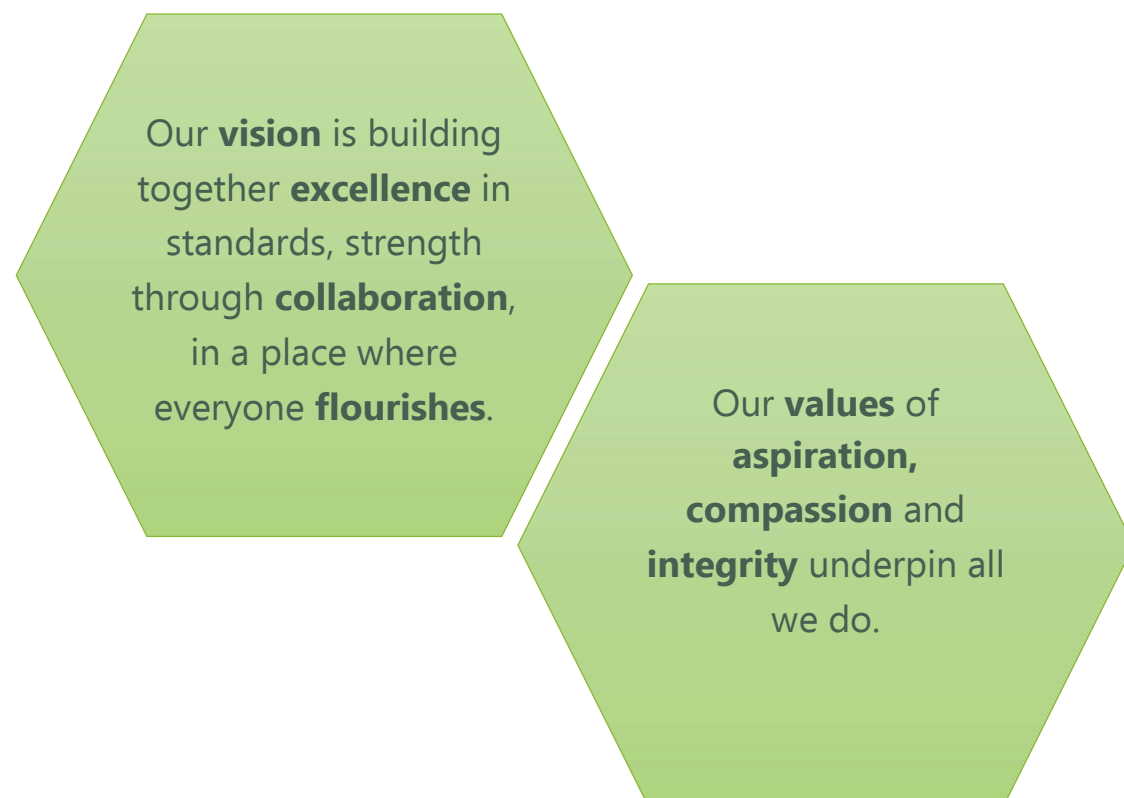 Our vision is building
together excellence in
standards, strength
through collaboration,
in a place where
everyone flourishes.
Our values of
aspiration,
compassion and
integrity underpin all
we do.